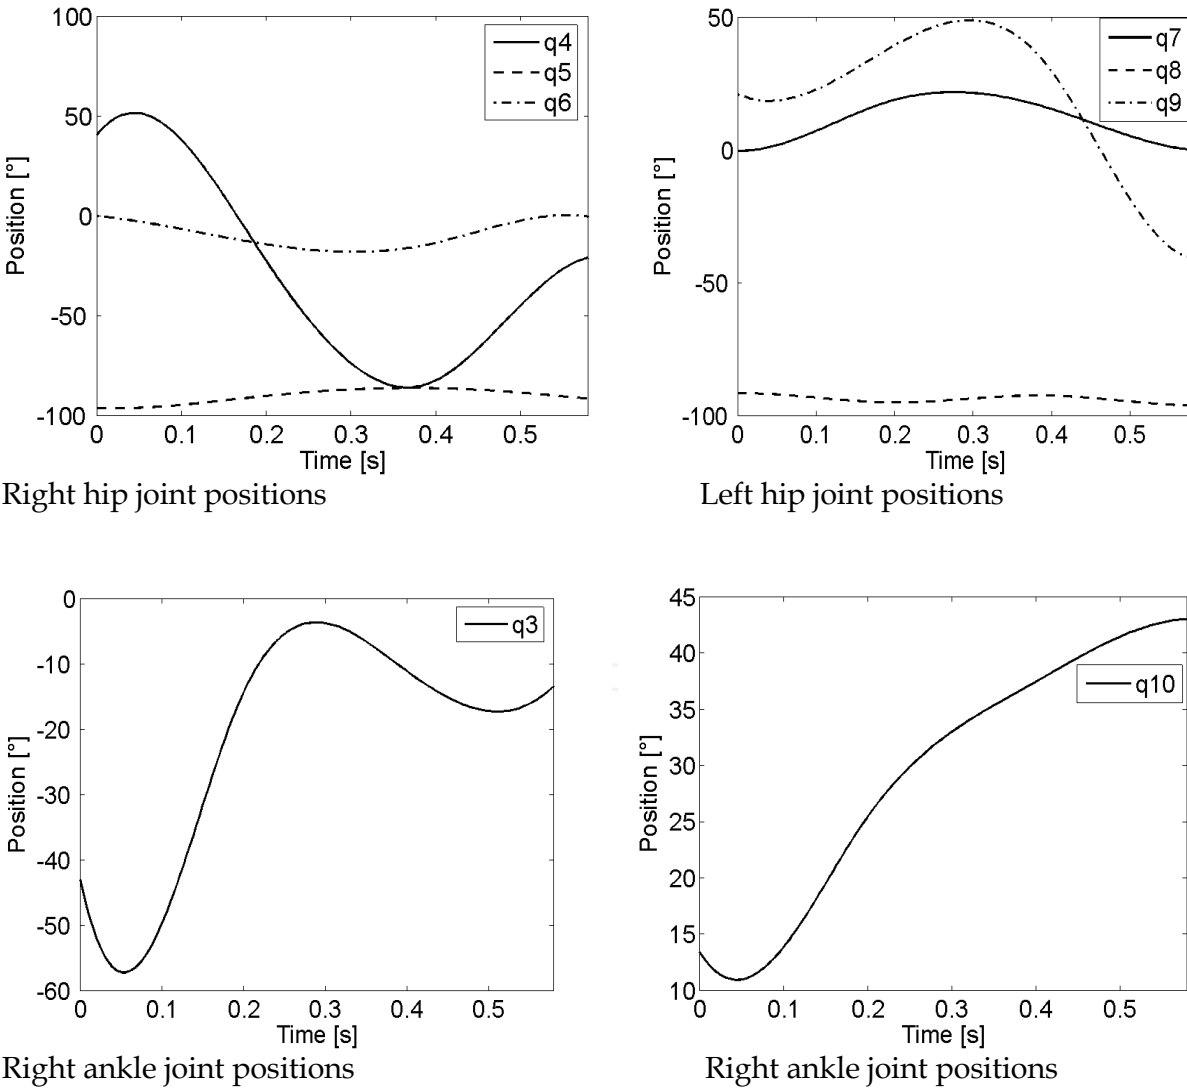 100
50
0
-50
-100
Position [°]
q4
q5
q6
0 0.1 0.2 0.3 0.4 0.5
Time [s]
Right hip joint positions
50
0
-50
-100
Position [°]
q7
q8
q9
0 0.1 0.2 0.3 0.4 0.5
Time [s]
Left hip joint positions
0
-10
-20
-30
-40
-50
-60
Position [°]
q3
0 0.1 0.2 0.3 0.4 0.5
Time [s]
Right ankle joint positions
45
40
35
30
25
20
15
10
Position [°]
q10
0 0.1 0.2 0.3 0.4 0.5
Time [s]
Right ankle joint positions